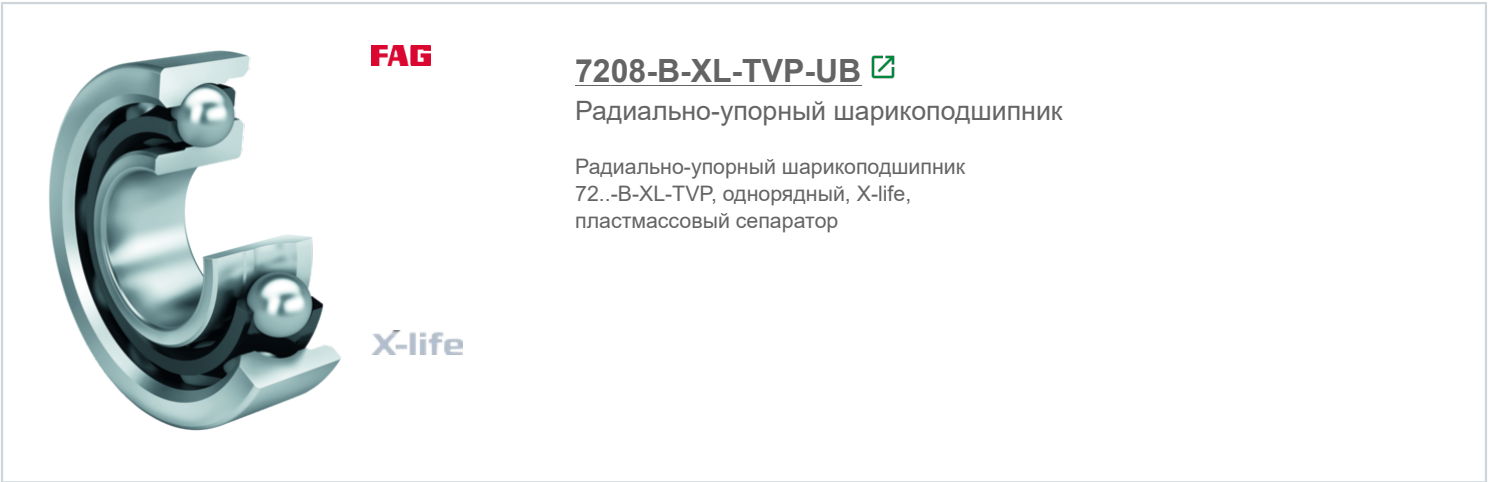 FAG
7208-B-XL-TVP-UB
Радиально-упорный шарикоподшипник
Радиально-упорный шарикоподшипник
72..-B-XL-TVP, однорядный, X-life,
пластмассовый сепаратор
X-life